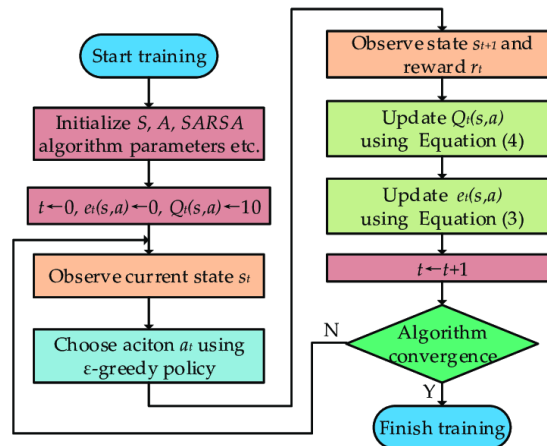 Start training
Initialize S, A, SARSA
algorithm parameters etc.
t←0, et(s,a)←0, Qt(s,a)←10
Observe current state st
Choose aciton at using
ε-greedy policy
Observe state st+1 and
reward rt
Update Qt(s,a)
using Equation (4)
Update et(s,a)
using Equation (3)
t←t+1
Algorithm
convergence
N
Y
Finish training